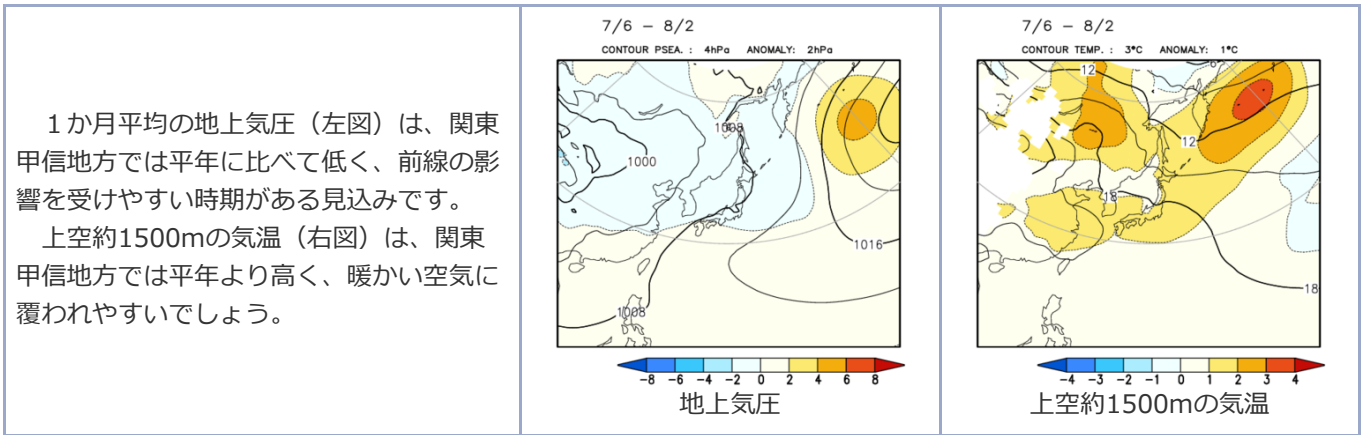 １か月平均の地上気圧（左図）は、関東
甲信地方では平年に比べて低く、前線の影
響を受けやすい時期がある見込みです。
上空約1500mの気温（右図）は、関東
甲信地方では平年より高く、暖かい空気に
覆われやすいでしょう。
7/6 - 8/2
CONTOUR PSEA. : 4hPa ANOMALY: 2hPa
1008
1000
1016
1008
-8 -6 -4 -2 0 2 4 6 8
地上気圧
7/6 - 8/2
CONTOUR TEMP. : 3°C ANOMALY: 1°C
12
12
18
18
-4 -3 -2 -1 0 1 2 3 4
上空約1500mの気温